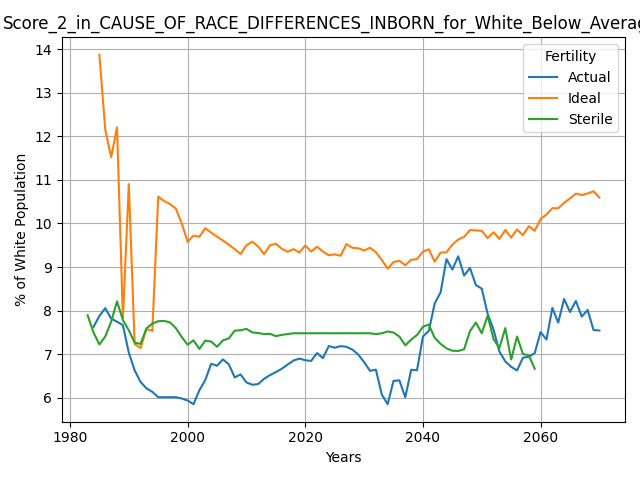 Score_2_in_CAUSE_OF_RACE_DIFFERENCES_INBORN_for_White_Below_Averag
Fertility
Actual
Ideal
Sterile
% of White Population
14
13
12
11
10
9
8
7
6
1980
2000
2020
2040
2060
Years